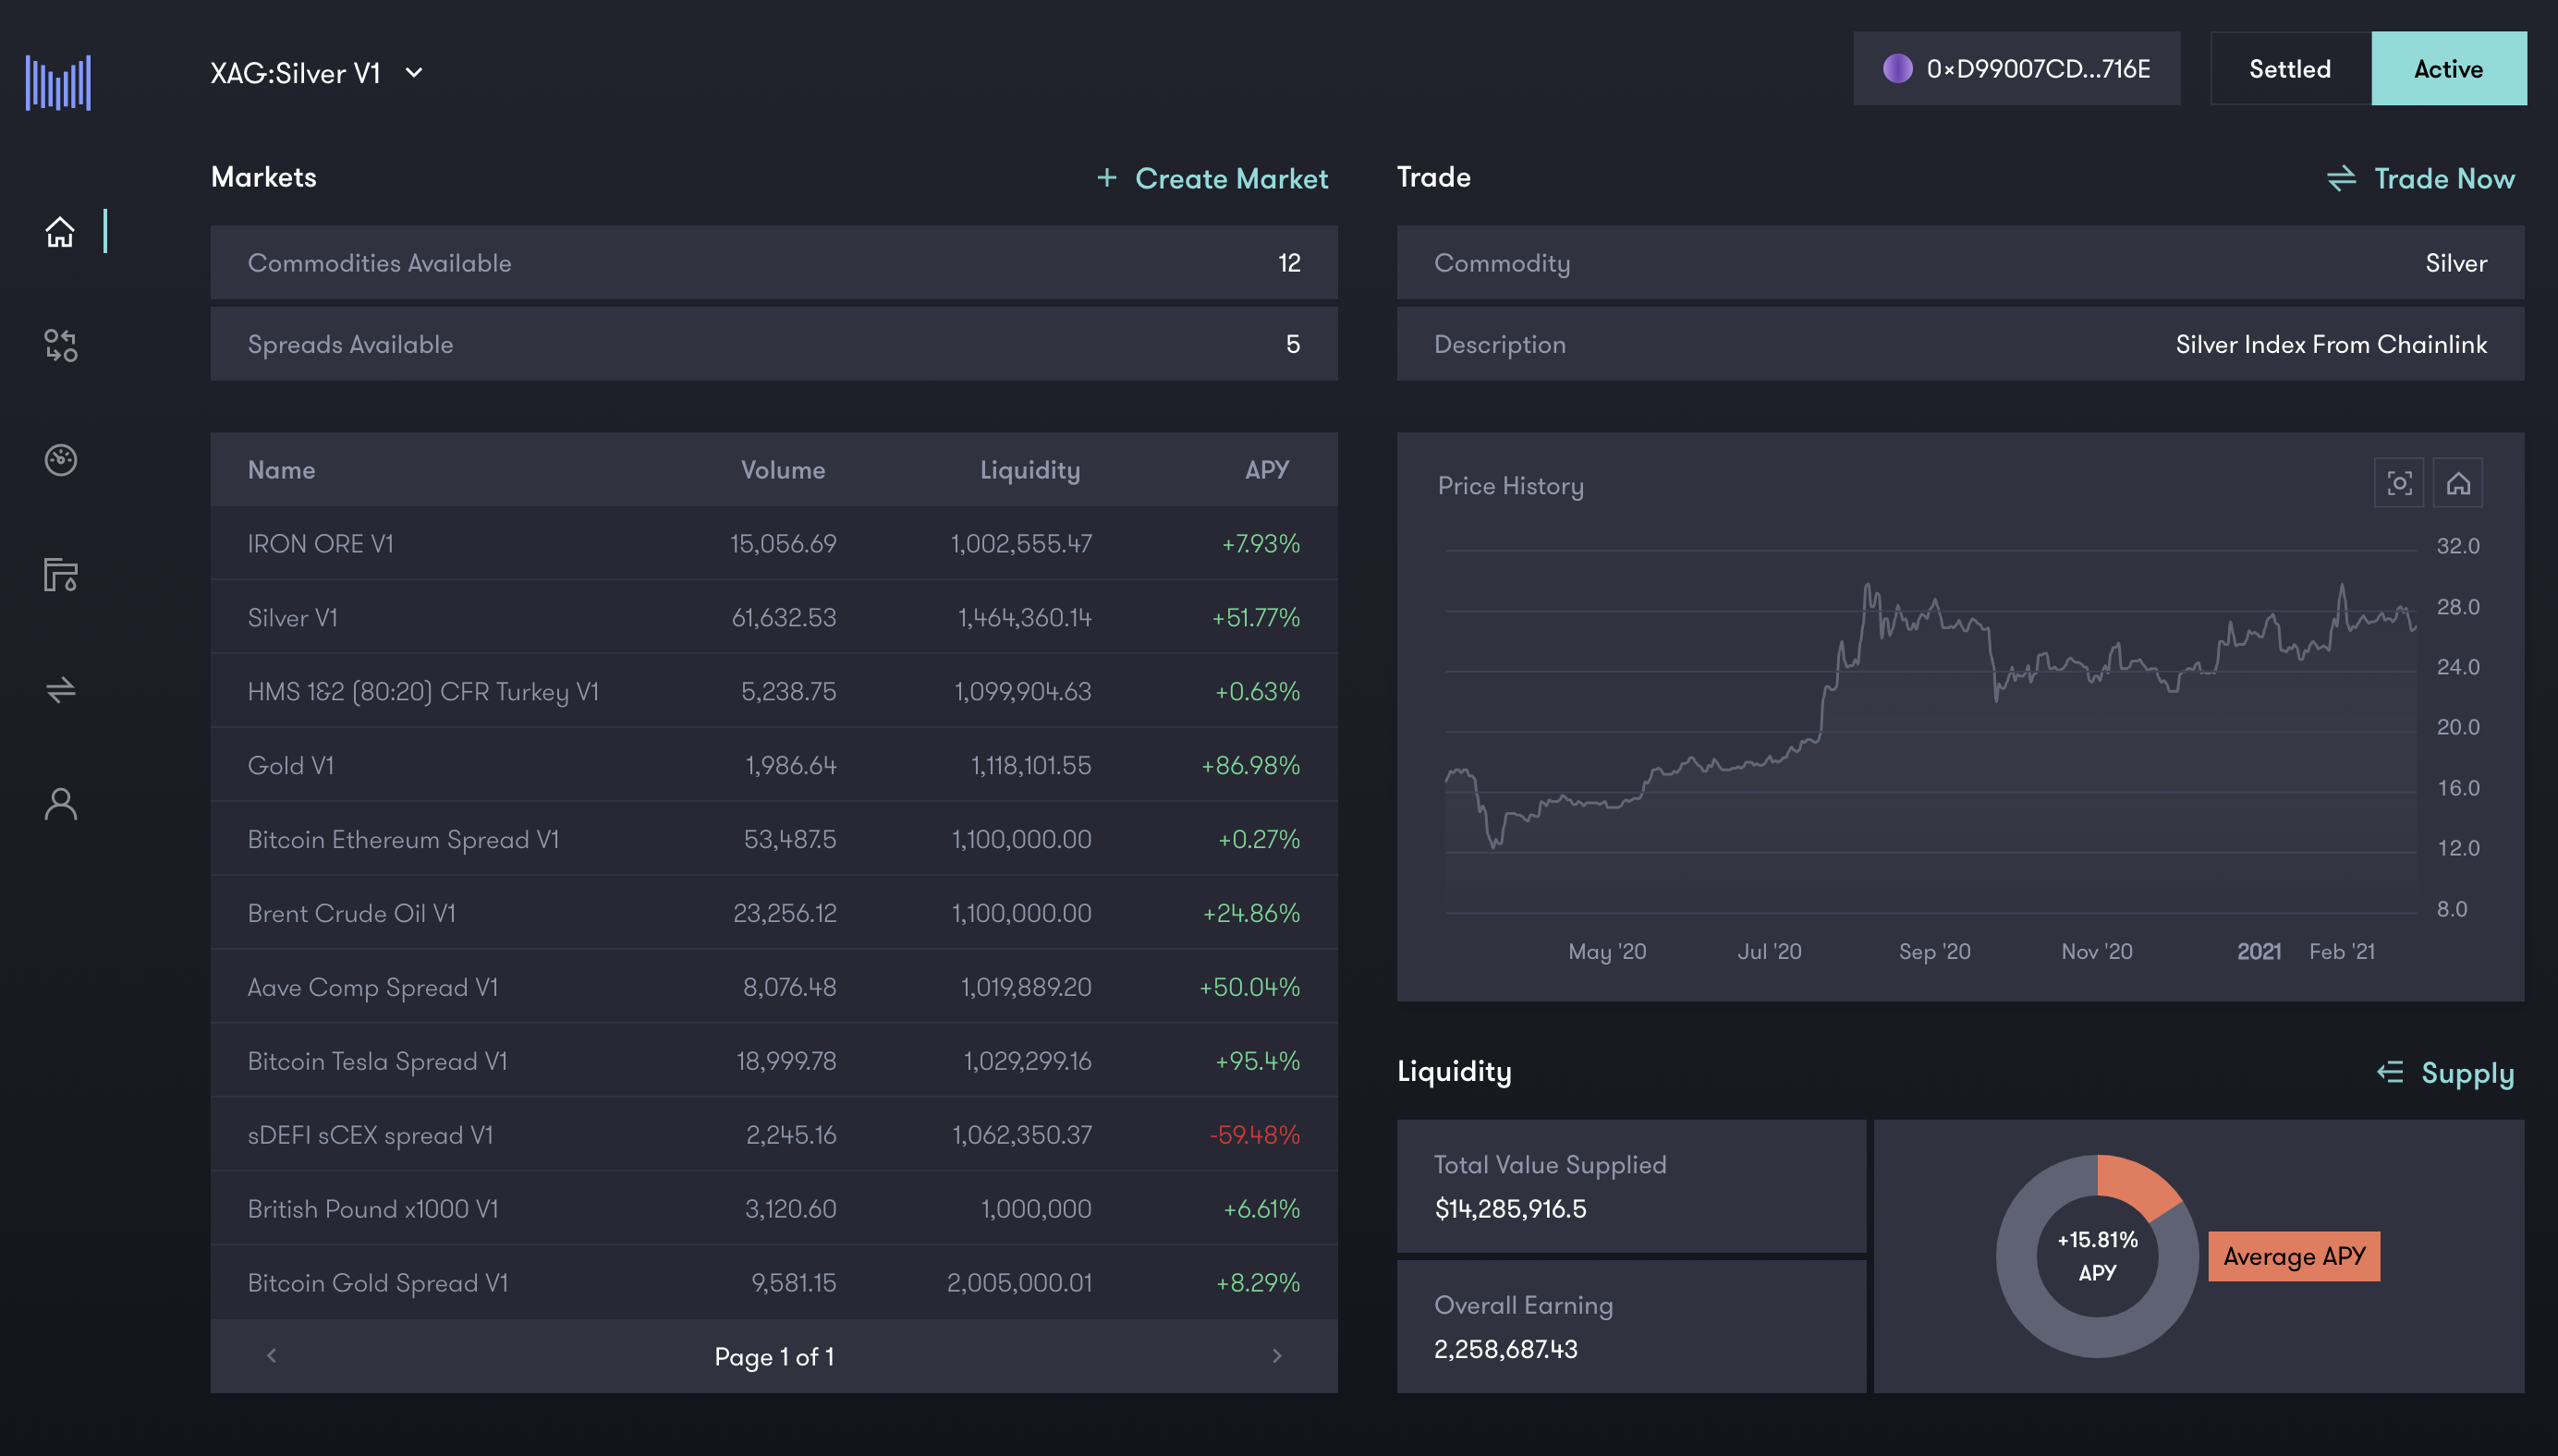 XAG:Silver V1
0×D99007CD...716E
Settled
Active
Markets
+ Create Market
Commodities Available 12
Spreads Available 5
Name Volume Liquidity APY
IRON ORE V1 15,056.69 1,002,555.47 +7.93%
Silver V1 61,632.53 1,464,360.14 +51.77%
HMS 1&2 (80:20) CFR Turkey V1 5,238.75 1,099,904.63 +0.63%
Gold V1 1,986.64 1,118,101.55 +86.98%
Bitcoin Ethereum Spread V1 53,487.5 1,100,000.00 +0.27%
Brent Crude Oil V1 23,256.12 1,100,000.00 +24.86%
Aave Comp Spread V1 8,076.48 1,019,889.20 +50.04%
Bitcoin Tesla Spread V1 18,999.78 1,029,299.16 +95.4%
sDEFI sCEX spread V1 2,245.16 1,062,350.37 -59.48%
British Pound x1000 V1 3,120.60 1,000,000 +6.61%
Bitcoin Gold Spread V1 9,581.15 2,005,000.01 +8.29%
Page 1 of 1
Trade
Trade Now
Commodity Silver
Description Silver Index From Chainlink
Price History
32.0
28.0
24.0
20.0
16.0
12.0
8.0
May '20 Jul '20 Sep '20 Nov '20 2021 Feb '21
Liquidity
Supply
Total Value Supplied
$14,285,916.5
Overall Earning
2,258,687.43
+15.81%
APY
Average APY